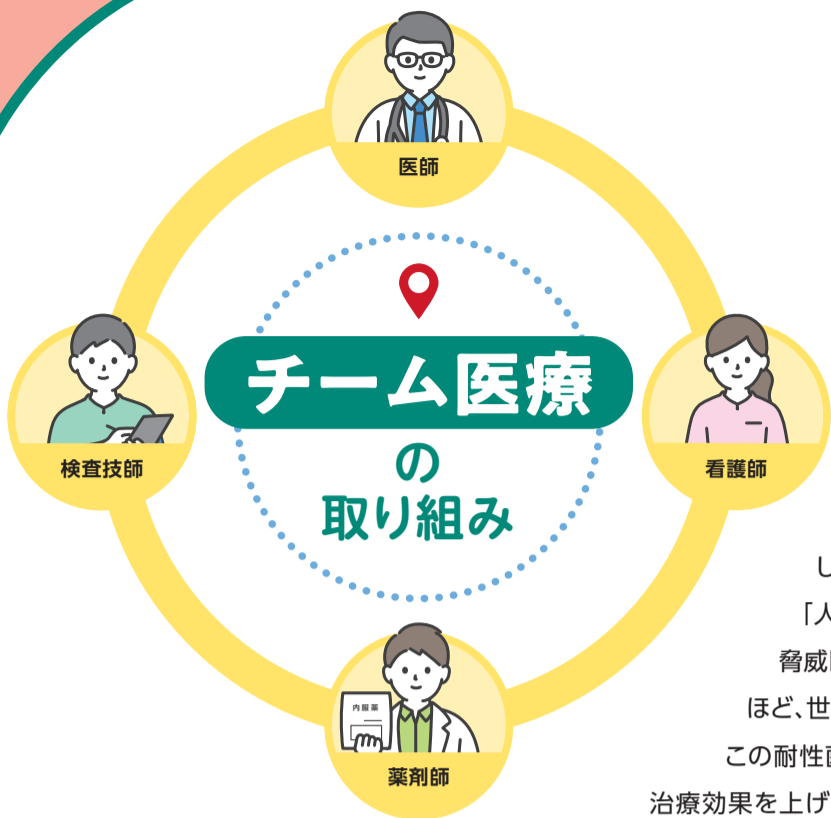 医師
チーム医療
の
取り組み
検査技師
看護師
内服薬
薬剤師
し
「人
脅威
ほど、世
この耐性菌
治療効果を上げ